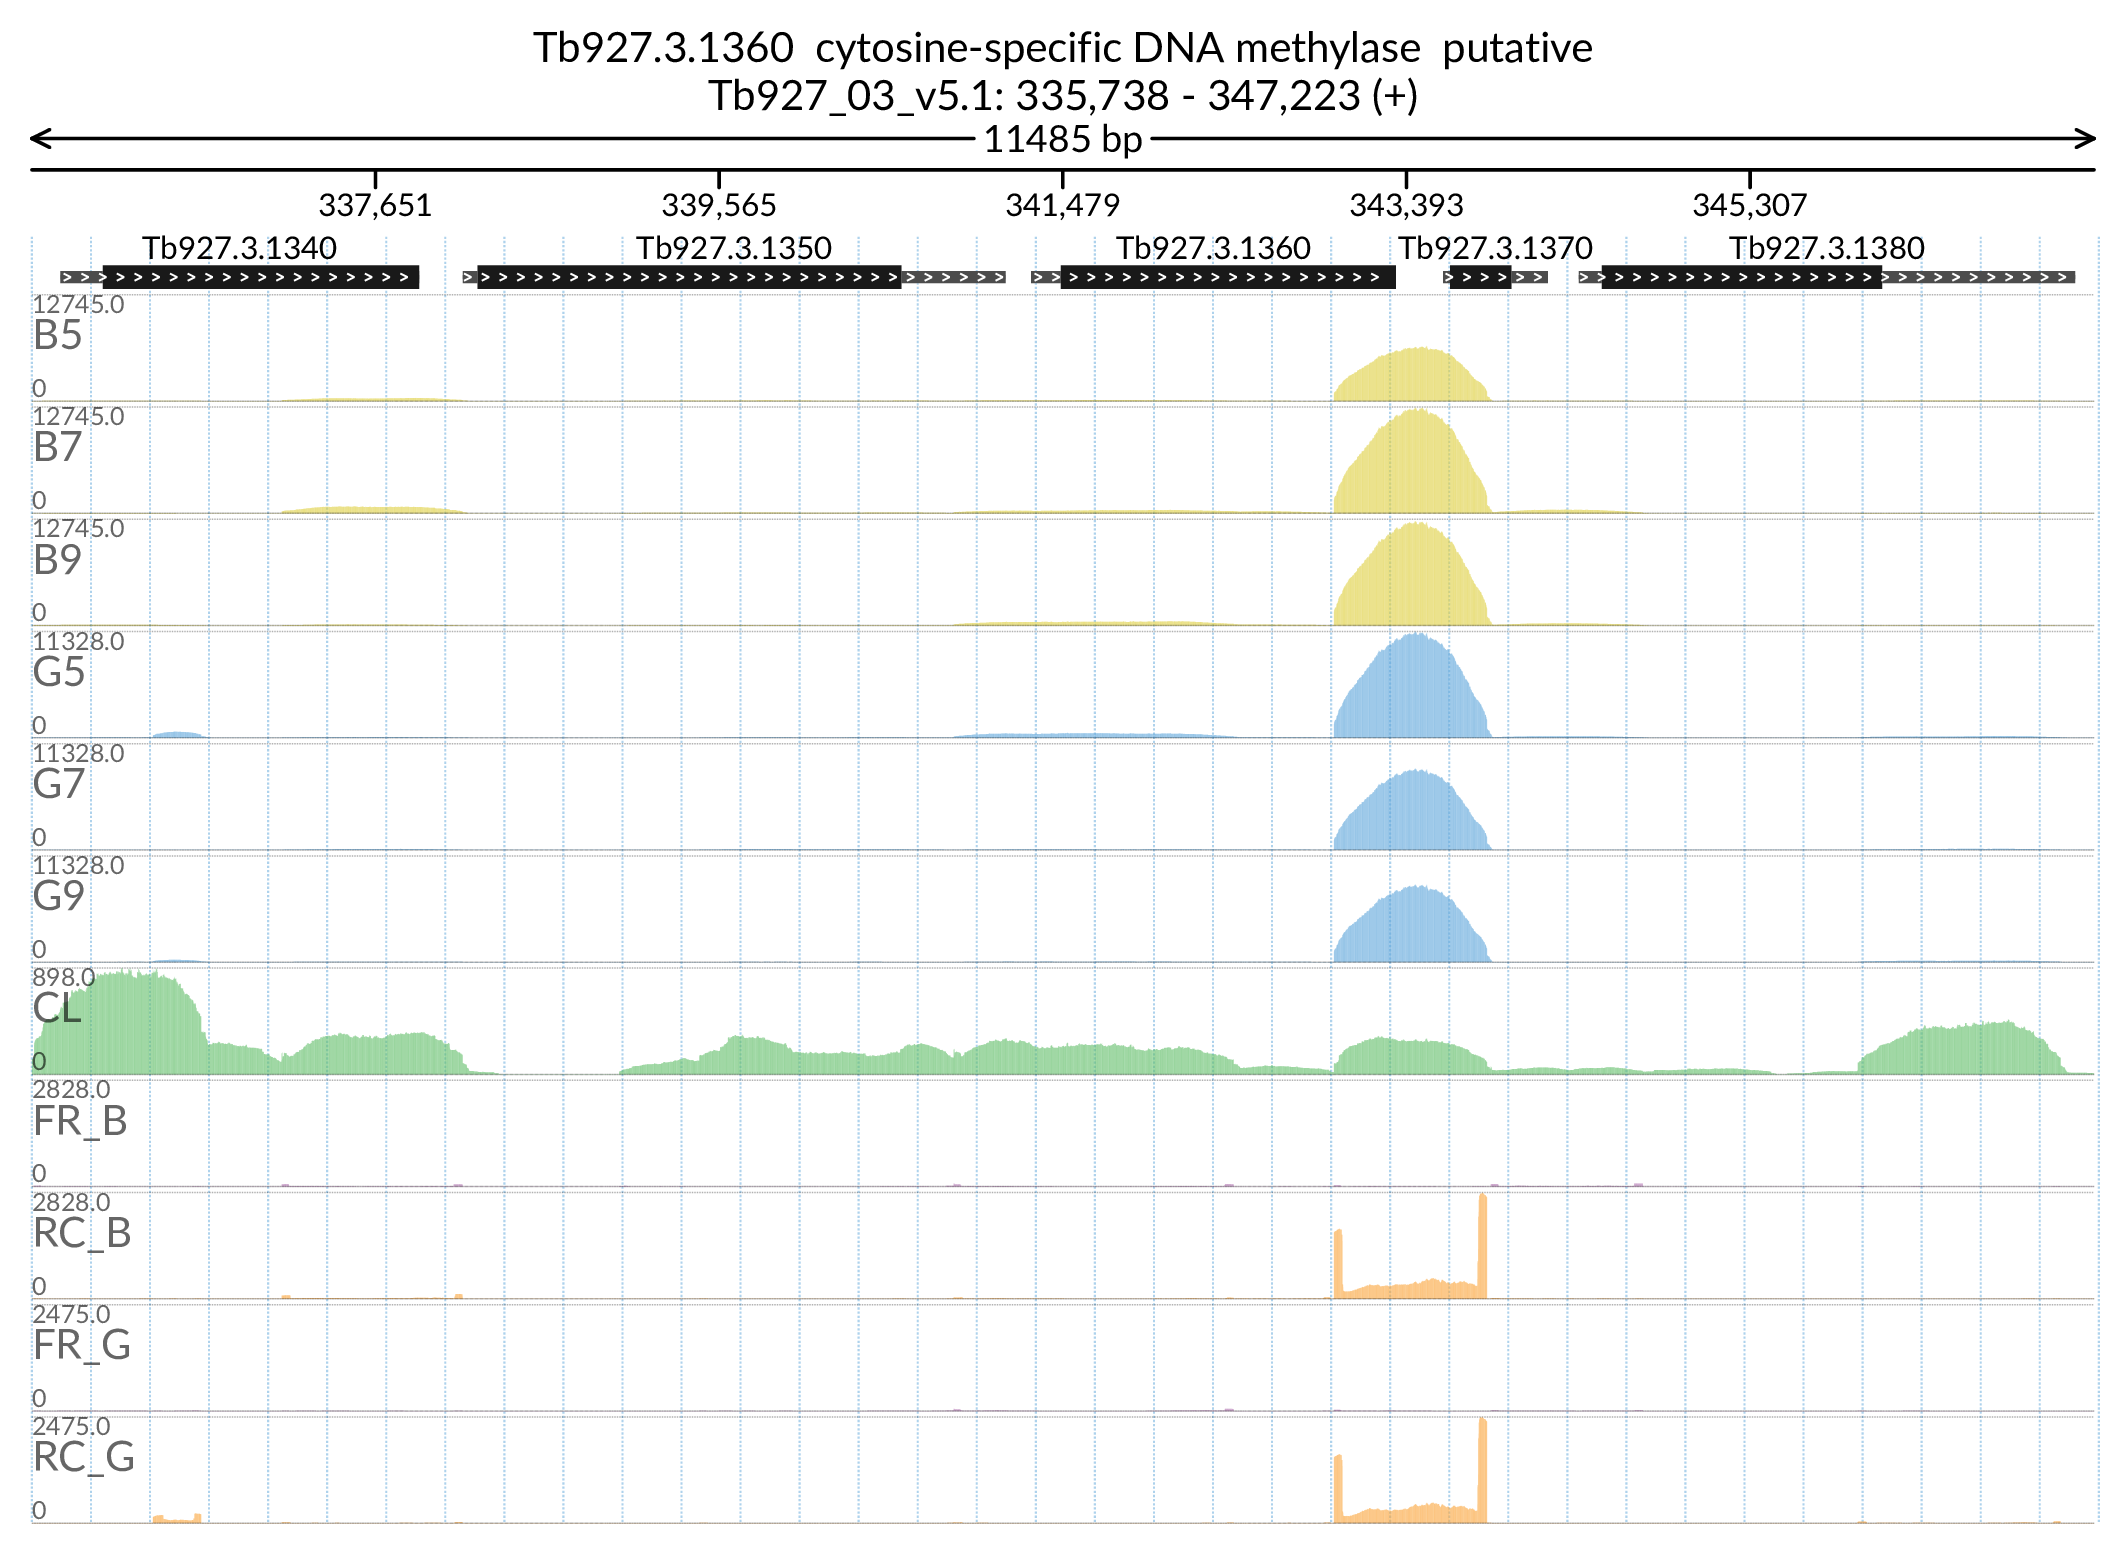 Tb927.3.1360  cytosine-specific DNA methylase  putative
Tb927_03_v5.1: 335,738 - 347,223 (+)
11485 bp
337,651 339,565 341,479 343,393 345,307
Tb927.3.1340 Tb927.3.1350 Tb927.3.1360 Tb927.3.1370 Tb927.3.1380
12745.0
B5
0
12745.0
B7
0
12745.0
B9
0
11328.0
G5
0
11328.0
G7
0
11328.0
G9
0
898.0
CL
0
2828.0
FR_B
0
2828.0
RC_B
0
2475.0
FR_G
0
2475.0
RC_G
0